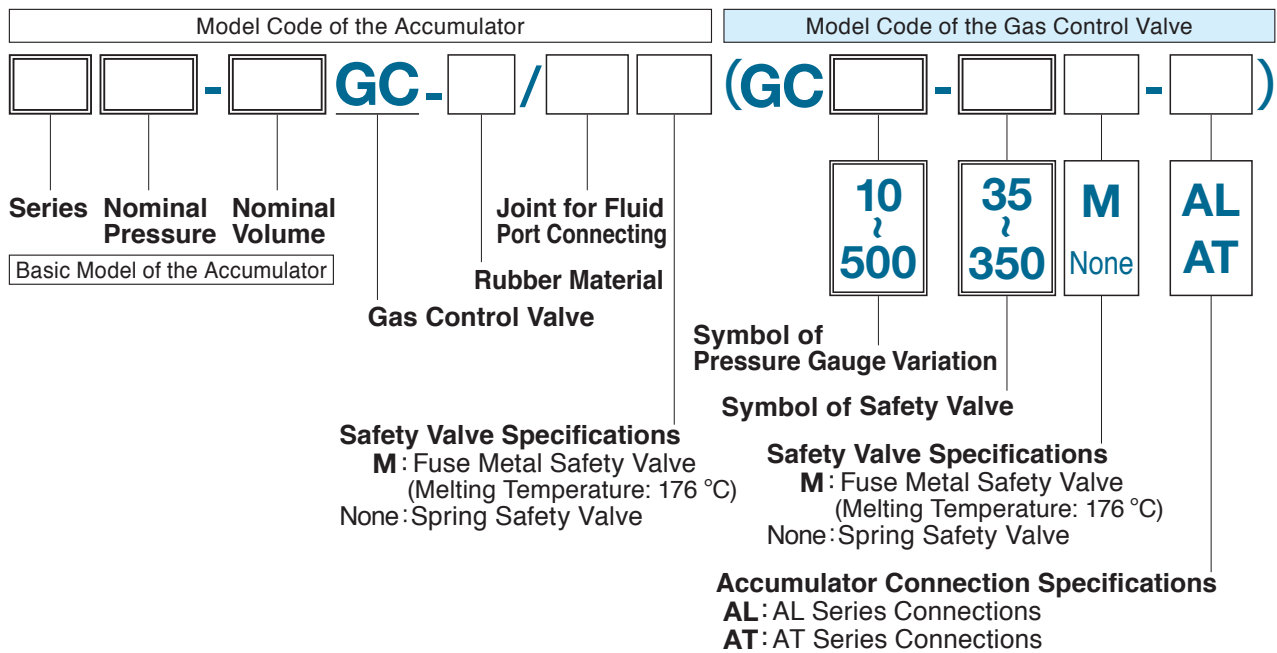 Model Code of the Accumulator
Model Code of the Gas Control Valve
- GC - / (GC - - )
Series
Nominal Pressure
Nominal Volume
Basic Model of the Accumulator
Joint for Fluid
Port Connecting
Rubber Material
Gas Control Valve
Safety Valve Specifications
M : Fuse Metal Safety Valve
(Melting Temperature: 176 °C)
None : Spring Safety Valve
10
~
500
35
~
350
M
None
AL
AT
Symbol of
Pressure Gauge Variation
Symbol of Safety Valve
Safety Valve Specifications
M : Fuse Metal Safety Valve
(Melting Temperature: 176 °C)
None : Spring Safety Valve
Accumulator Connection Specifications
AL : AL Series Connections
AT : AT Series Connections